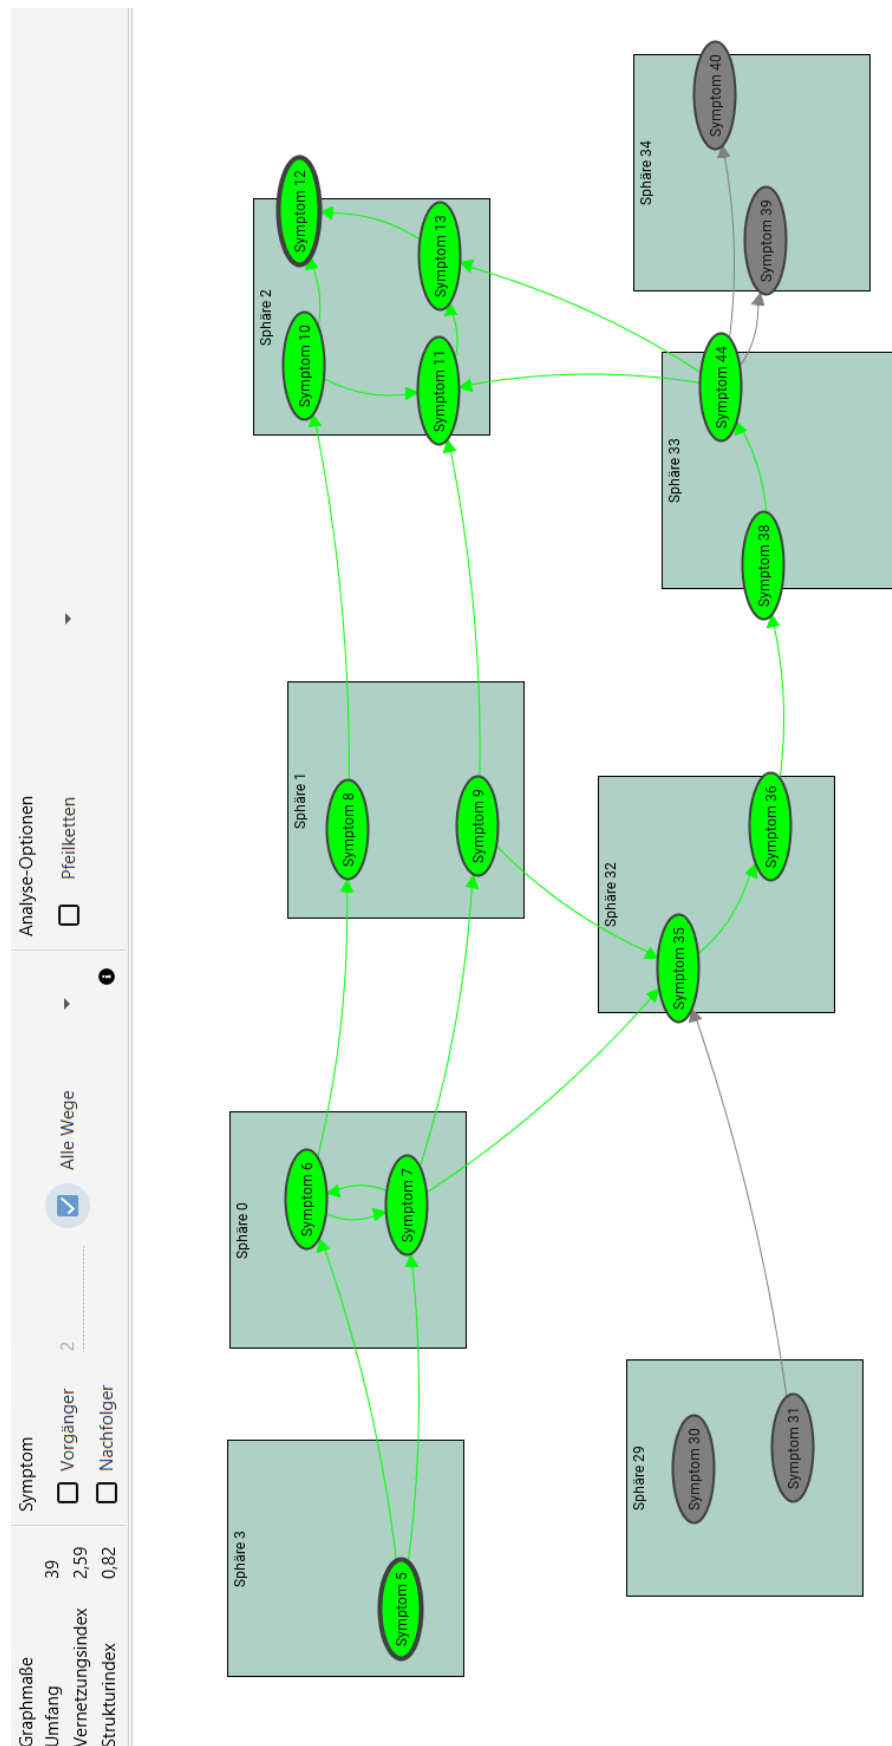 Graphmaße
Umfang 39
Vernetzungsindex 2,59
Strukturindex 0,82
Symptom
Vorgänger 2
Alle Wege
Nachfolger
Analyse-Optionen
Pfeilketten
Sphäre 3
Symptom 5
Sphäre 0
Symptom 6
Symptom 7
Sphäre 1
Symptom 8
Symptom 9
Sphäre 2
Symptom 10
Symptom 12
Symptom 11
Symptom 13
Sphäre 29
Symptom 30
Symptom 31
Sphäre 32
Symptom 35
Symptom 36
Sphäre 33
Symptom 38
Symptom 44
Sphäre 34
Symptom 39
Symptom 40